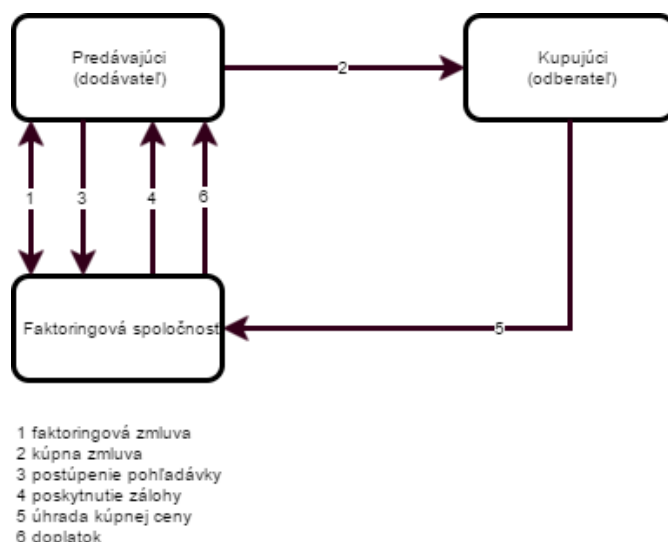 Predávajúci
(dodávateľ)
Kupujúci
(odberateľ)
2
1
3
4
6
Faktoringová spoločnosť
5
1 faktoringová zmluva
2 kúpna zmluva
3 postúpenie pohľadávky
4 poskytnutie zálohy
5 úhrada kúpnej ceny
6 doplatok